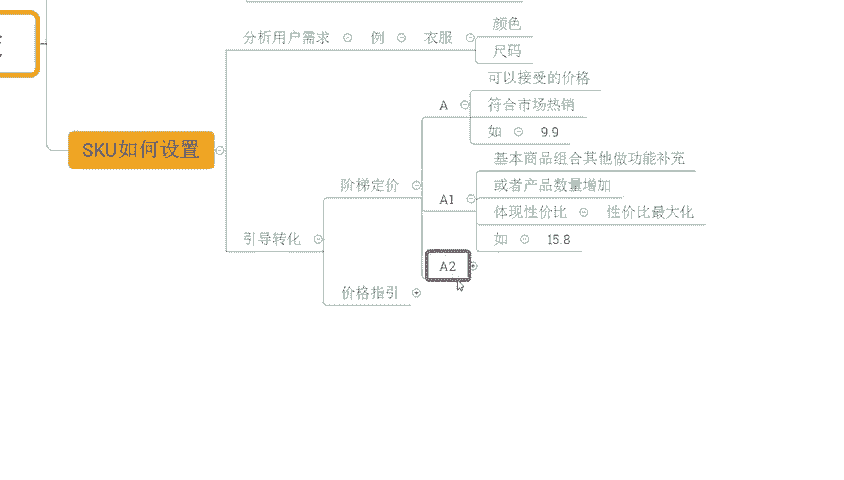 分析用户需求 例 衣服
颜色
尺码
SKU如何设置
引导转化
阶梯定价
A
可以接受的价格
符合市场热销
如 9.9
A1
基本商品组合其他做功能补充
或者产品数量增加
体现性价比 性价比最大化
如 15.8
A2
价格指引